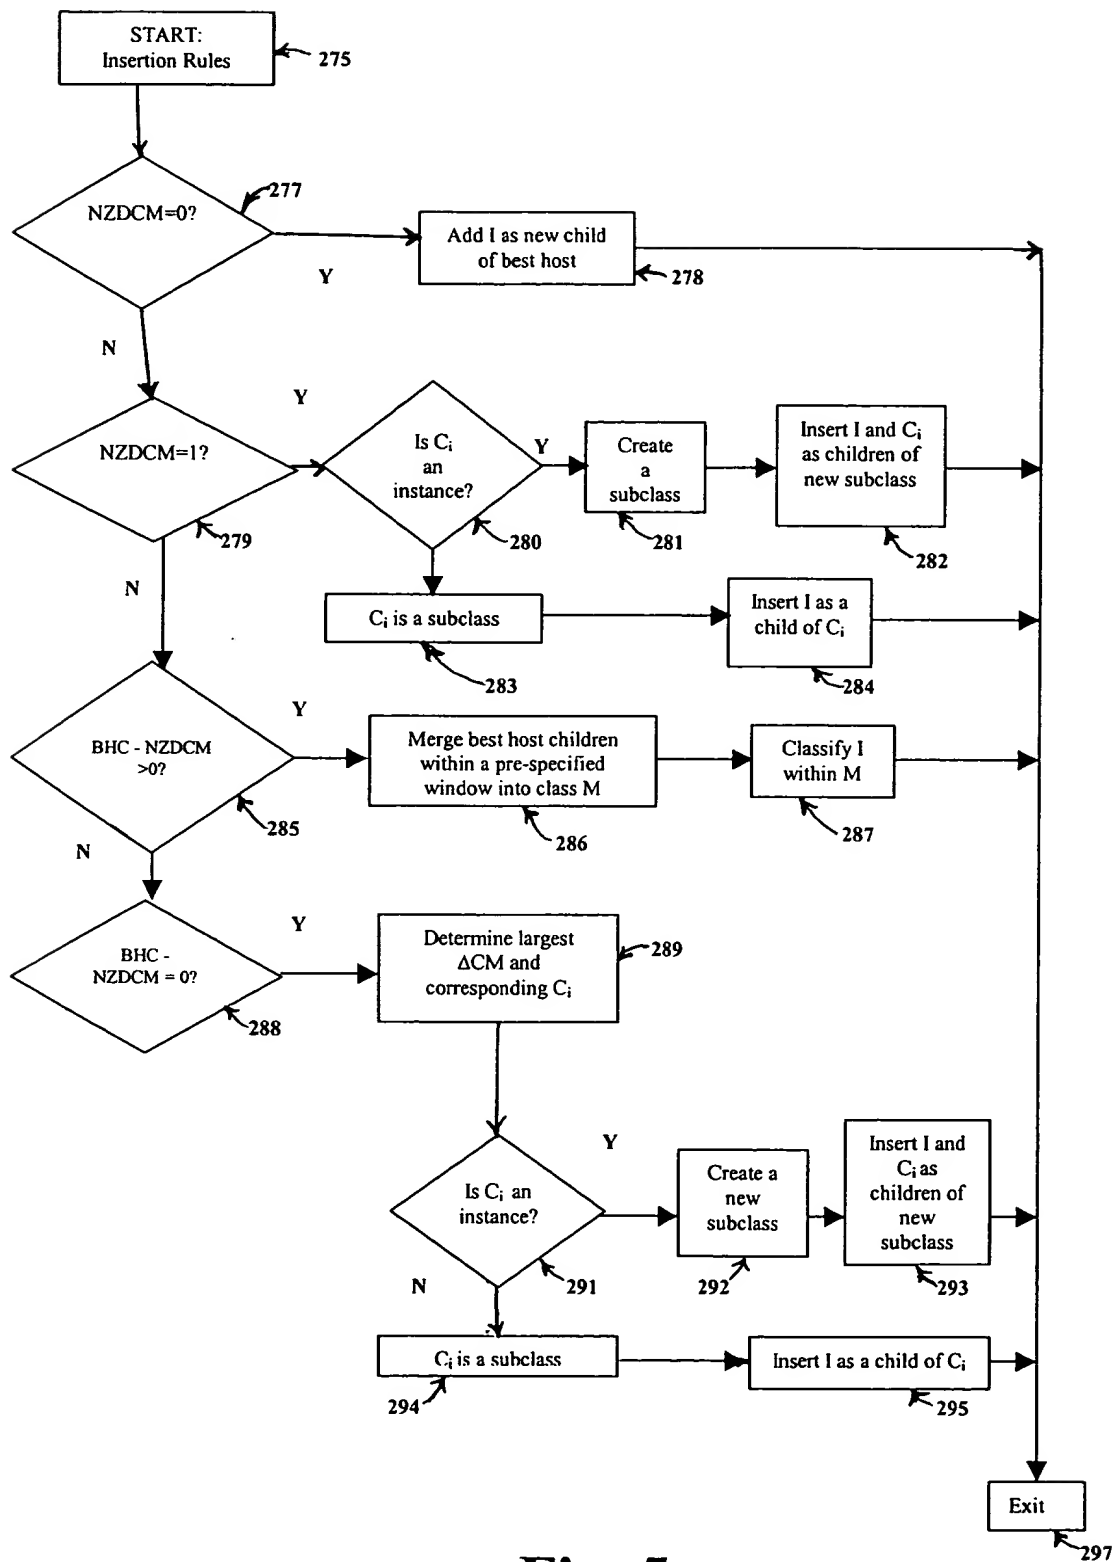 START:
Insertion Rules
275
NZDCM=0?
277
Y
Add I as new child
of best host
278
N
NZDCM=1?
279
Y
Is Ci
an
instance?
280
Y
Create
a
subclass
281
Insert I and Ci
as children of
new subclass
282
N
Ci is a subclass
283
Insert I as a
child of Ci
284
BHC - NZDCM
>0?
285
Y
Merge best host children
within a pre-specified
window into class M
286
Classify I
within M
287
N
BHC -
NZDCM = 0?
288
Y
Determine largest
ΔCM and
corresponding Ci
289
Is Ci an
instance?
291
Y
Create a
new
subclass
292
Insert I and
Ci as
children of
new
subclass
293
N
Ci is a subclass
294
Insert I as a child of Ci
295
Exit
297